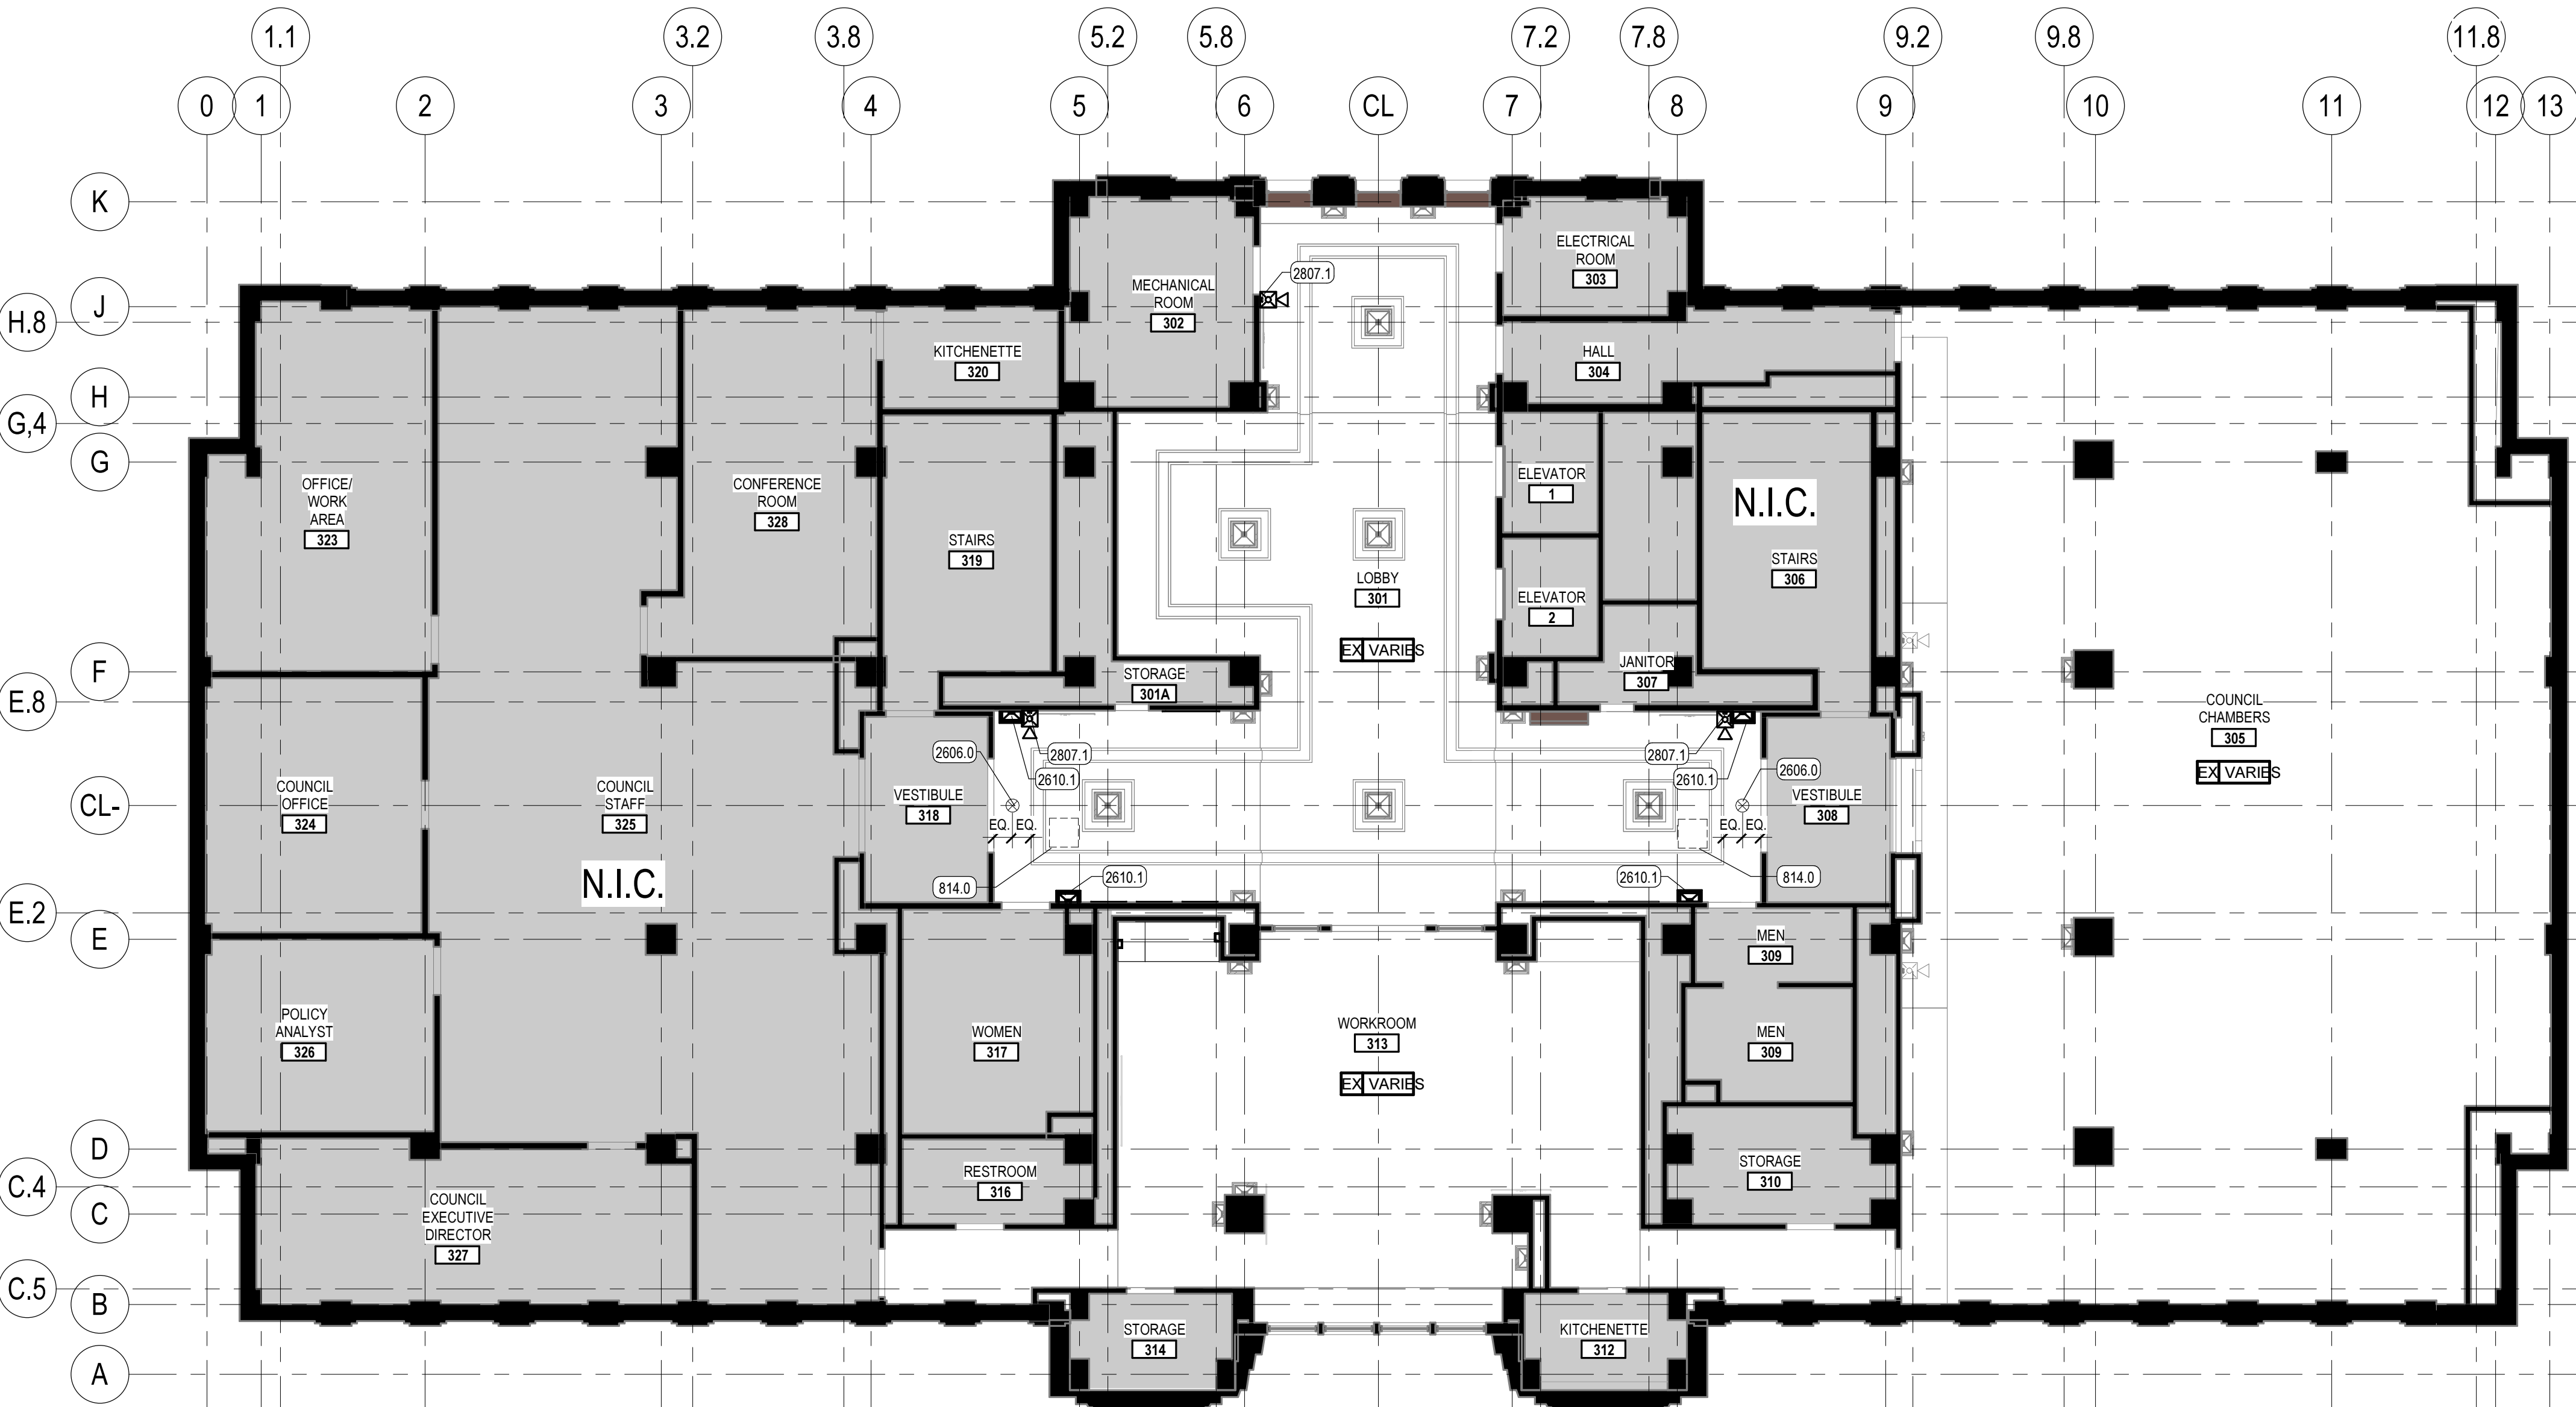 1.1 3.2 3.8 5.2 5.8 7.2 7.8 9.2 9.8 11.8
0 1 2 3 4 5 6 CL 7 8 9 10 11 12 13
K
J
H.8
H
G,4
G
F
E.8
CL-
E.2
E
D
C.4
C
C.5
B
A
MECHANICAL
ROOM
302
2807.1
ELECTRICAL
ROOM
303
KITCHENETTE
320
HALL
304
OFFICE/
WORK
AREA
323
CONFERENCE
ROOM
328
STAIRS
319
LOBBY
301
EX VARIES
ELEVATOR
1
ELEVATOR
2
N.I.C.
STAIRS
306
STORAGE
301A
JANITOR
307
COUNCIL
CHAMBERS
305
EX VARIES
COUNCIL
OFFICE
324
COUNCIL
STAFF
325
N.I.C.
VESTIBULE
318
2606.0
2807.1
2610.1
EQ. EQ.
814.0
2610.1
2807.1
2610.1
2606.0
EQ. EQ.
2610.1
814.0
VESTIBULE
308
POLICY
ANALYST
326
WOMEN
317
WORKROOM
313
EX VARIES
MEN
309
MEN
309
COUNCIL
EXECUTIVE
DIRECTOR
327
RESTROOM
316
STORAGE
310
STORAGE
314
KITCHENETTE
312